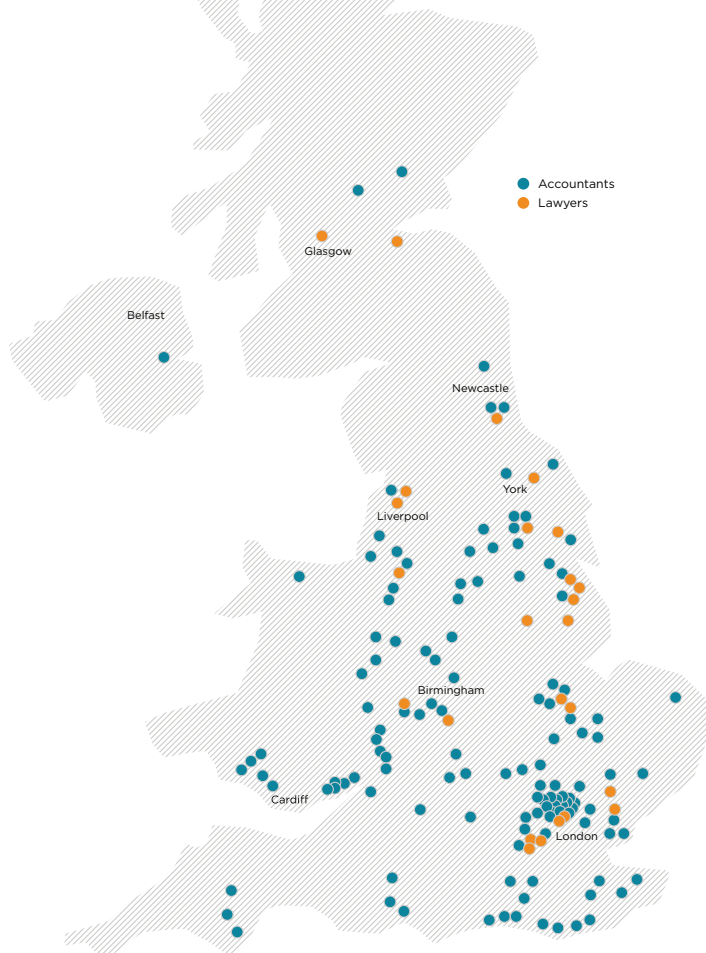 Accountants
Lawyers
Glasgow
Belfast
Newcastle
York
Liverpool
Birmingham
Cardiff
London